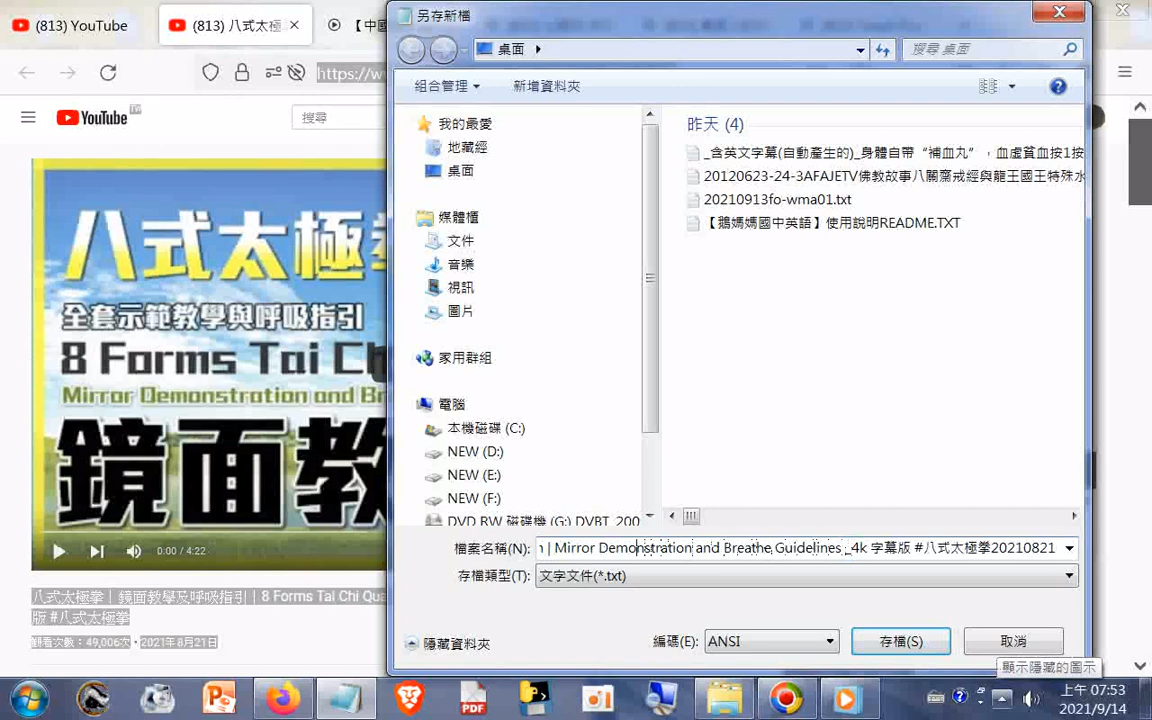 (813) YouTube
(813) 八式太極
【中國
另存新檔
桌面
搜尋 桌面
https://w
組合管理
新增資料夾
YouTube TW
搜尋
我的最愛
地藏經
桌面
媒體櫃
文件
音樂
視訊
圖片
家用群組
電腦
本機磁碟 (C:)
NEW (D:)
NEW (E:)
NEW (F:)
DVD RW 磁碟機 (G:) DVBT_200
昨天 (4)
_含英文字幕(自動產生的)_身體自帶“補血丸”，血虛貧血按1按
20120623-24-3AFAJETV佛教故事八關齋戒經與龍王國王特殊水
20210913fo-wma01.txt
【鵝媽媽國中英語】使用說明README.TXT
八式太極拳
全套示範教學與呼吸指引
8 Forms Tai Ch
Mirror Demonstration and Br
鏡面教
0:00 / 4:22
八式太極拳｜鏡面教學及呼吸指引｜8 Forms Tai Chi Qua
版 #八式太極拳
觀看次數：49,006次 • 2021年8月21日
檔案名稱(N):
n | Mirror Demonstration and Breathe Guidelines _4k 字幕版 #八式太極拳20210821
存檔類型(T):
文字文件(*.txt)
隱藏資料夾
編碼(E):
ANSI
存檔(S)
取消
顯示隱藏的圖示
PDF
上午 07:53
2021/9/14